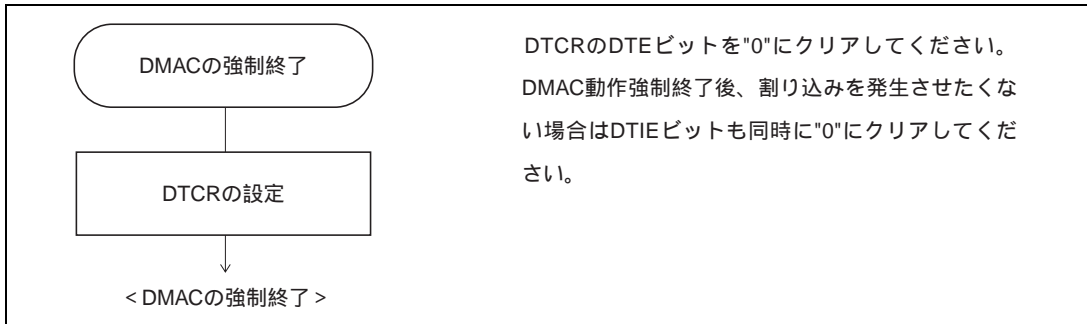 DMACの強制終了
DTCRの設定
< DMACの強制終了 >
DTCRのDTEビットを"0"にクリアしてください。
DMAC動作強制終了後、割り込みを発生させたくな
い場合はDTIEビットも同時に"0"にクリアしてくだ
さい。